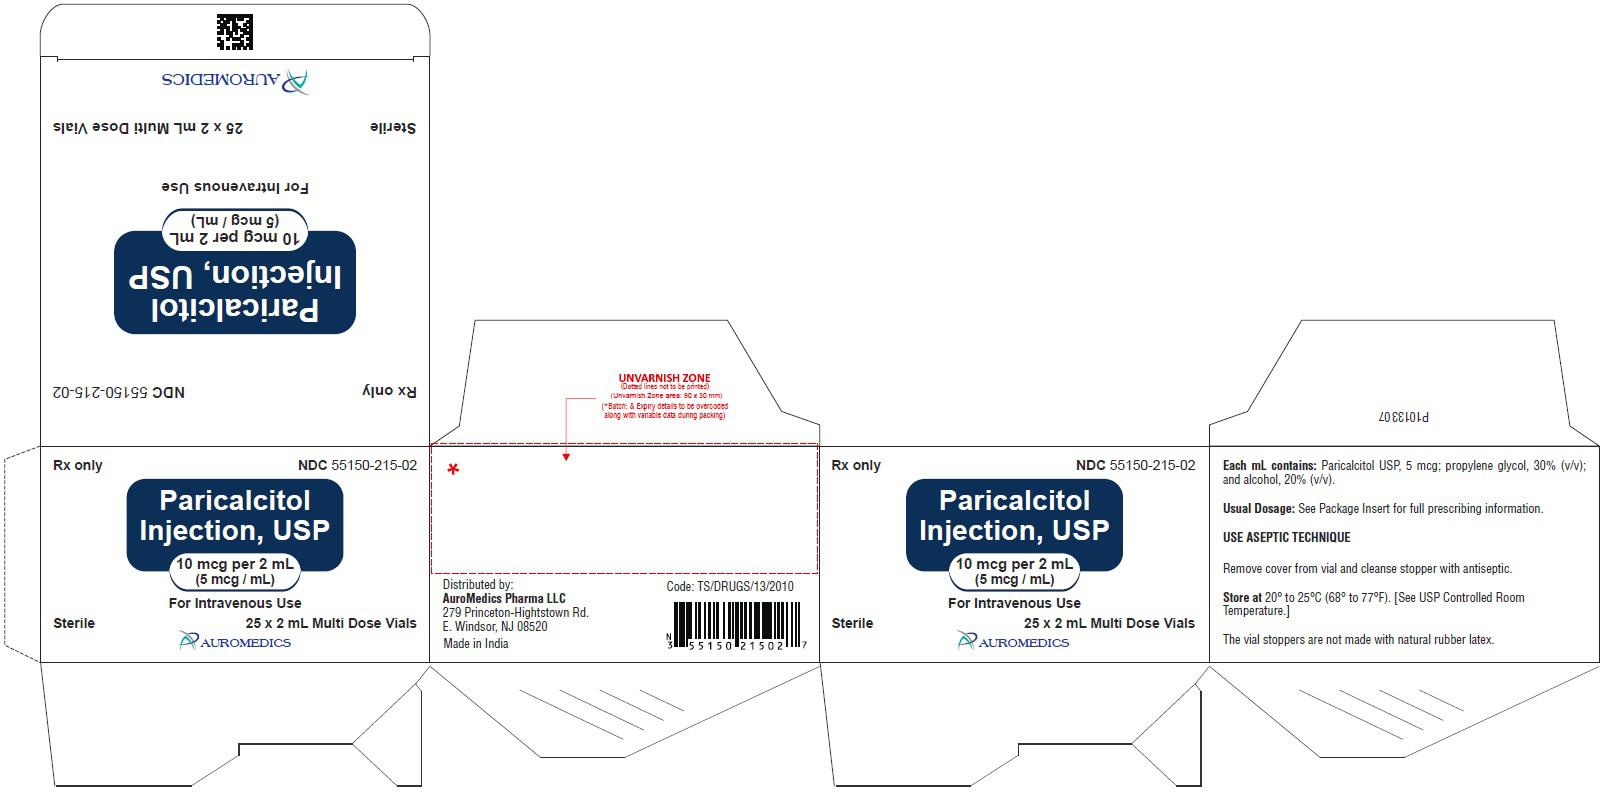 AUROMEDICS
Sterile 25 x 2 mL Multi Dose Vials
For Intravenous Use
10 mcg per 2 mL
(5 mcg / mL)
Paricalcitol
Injection, USP
Rx only NDC 55150-215-02
UNVARNISH ZONE
(Dotted lines not to be printed)
(Unvarnish Zone area: 90 x 30 mm)
(*Batch: & Expiry details to be overcoded
along with variable data during packing)
P1013307
Rx only NDC 55150-215-02
Paricalcitol
Injection, USP
10 mcg per 2 mL
(5 mcg / mL)
For Intravenous Use
Sterile 25 x 2 mL Multi Dose Vials
AUROMEDICS
*
Distributed by:
AuroMedics Pharma LLC
279 Princeton-Hightstown Rd.
E. Windsor, NJ 08520
Made in India
Code: TS/DRUGS/13/2010
N
3 55150 21502 7
Rx only NDC 55150-215-02
Paricalcitol
Injection, USP
10 mcg per 2 mL
(5 mcg / mL)
For Intravenous Use
Sterile 25 x 2 mL Multi Dose Vials
AUROMEDICS
Each mL contains: Paricalcitol USP, 5 mcg; propylene glycol, 30% (v/v);
and alcohol, 20% (v/v).
Usual Dosage: See Package Insert for full prescribing information.
USE ASEPTIC TECHNIQUE
Remove cover from vial and cleanse stopper with antiseptic.
Store at 20º to 25ºC (68º to 77ºF). [See USP Controlled Room
Temperature.]
The vial stoppers are not made with natural rubber latex.